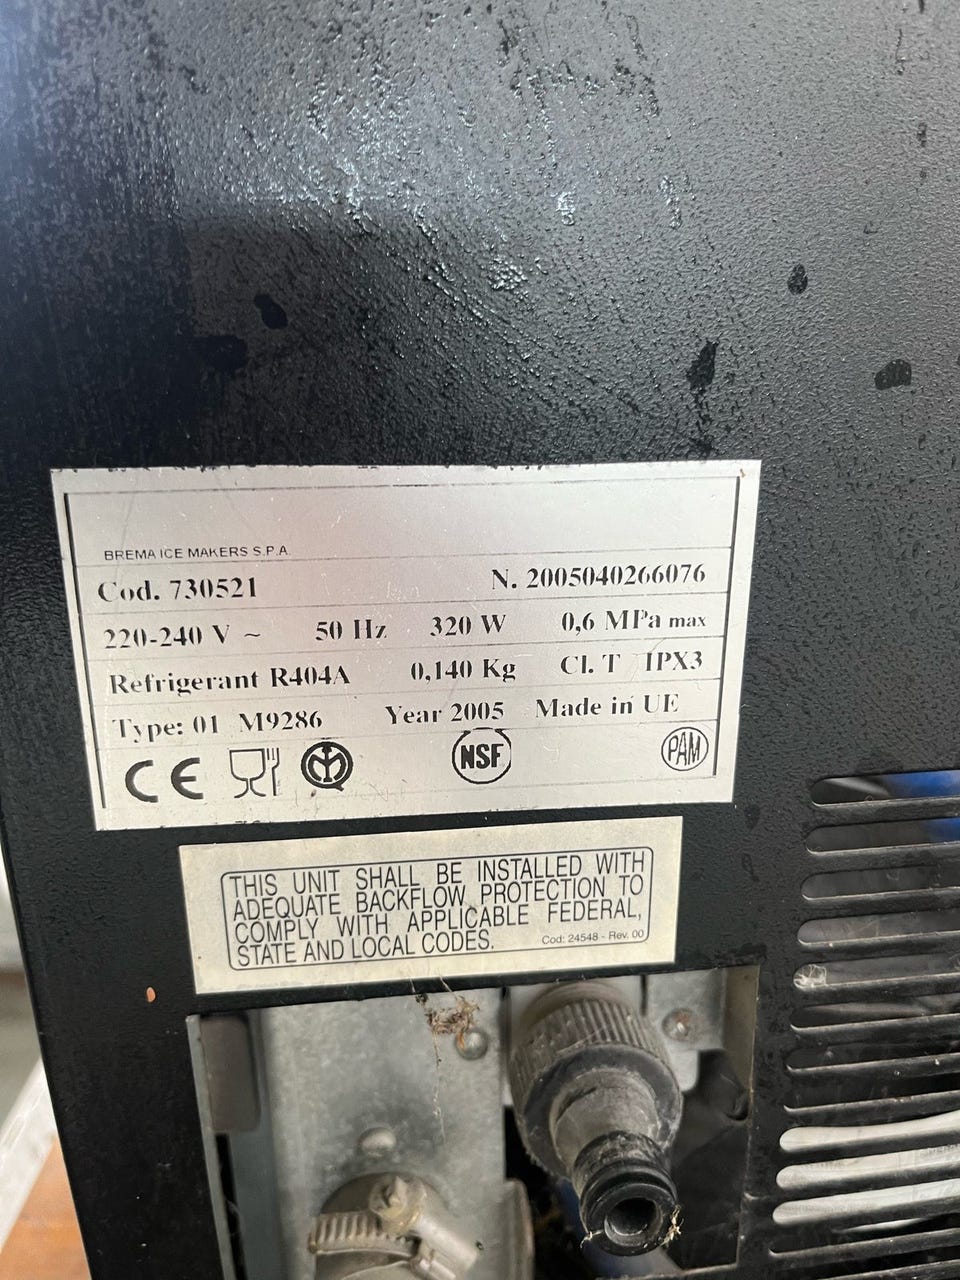 BREMA ICE MAKERS S.P.A.
Cod. 730521 N. 2005040266076
220-240 V ~ 50 Hz 320 W 0,6 MPa max
Refrigerant R404A 0,140 Kg Cl. T IPX3
Type: 01 M9286 Year 2005 Made in UE
CE NSF PAM
THIS UNIT SHALL BE INSTALLED WITH
ADEQUATE BACKFLOW PROTECTION TO
COMPLY WITH APPLICABLE FEDERAL,
STATE AND LOCAL CODES. Cod: 24548 - Rev. 00